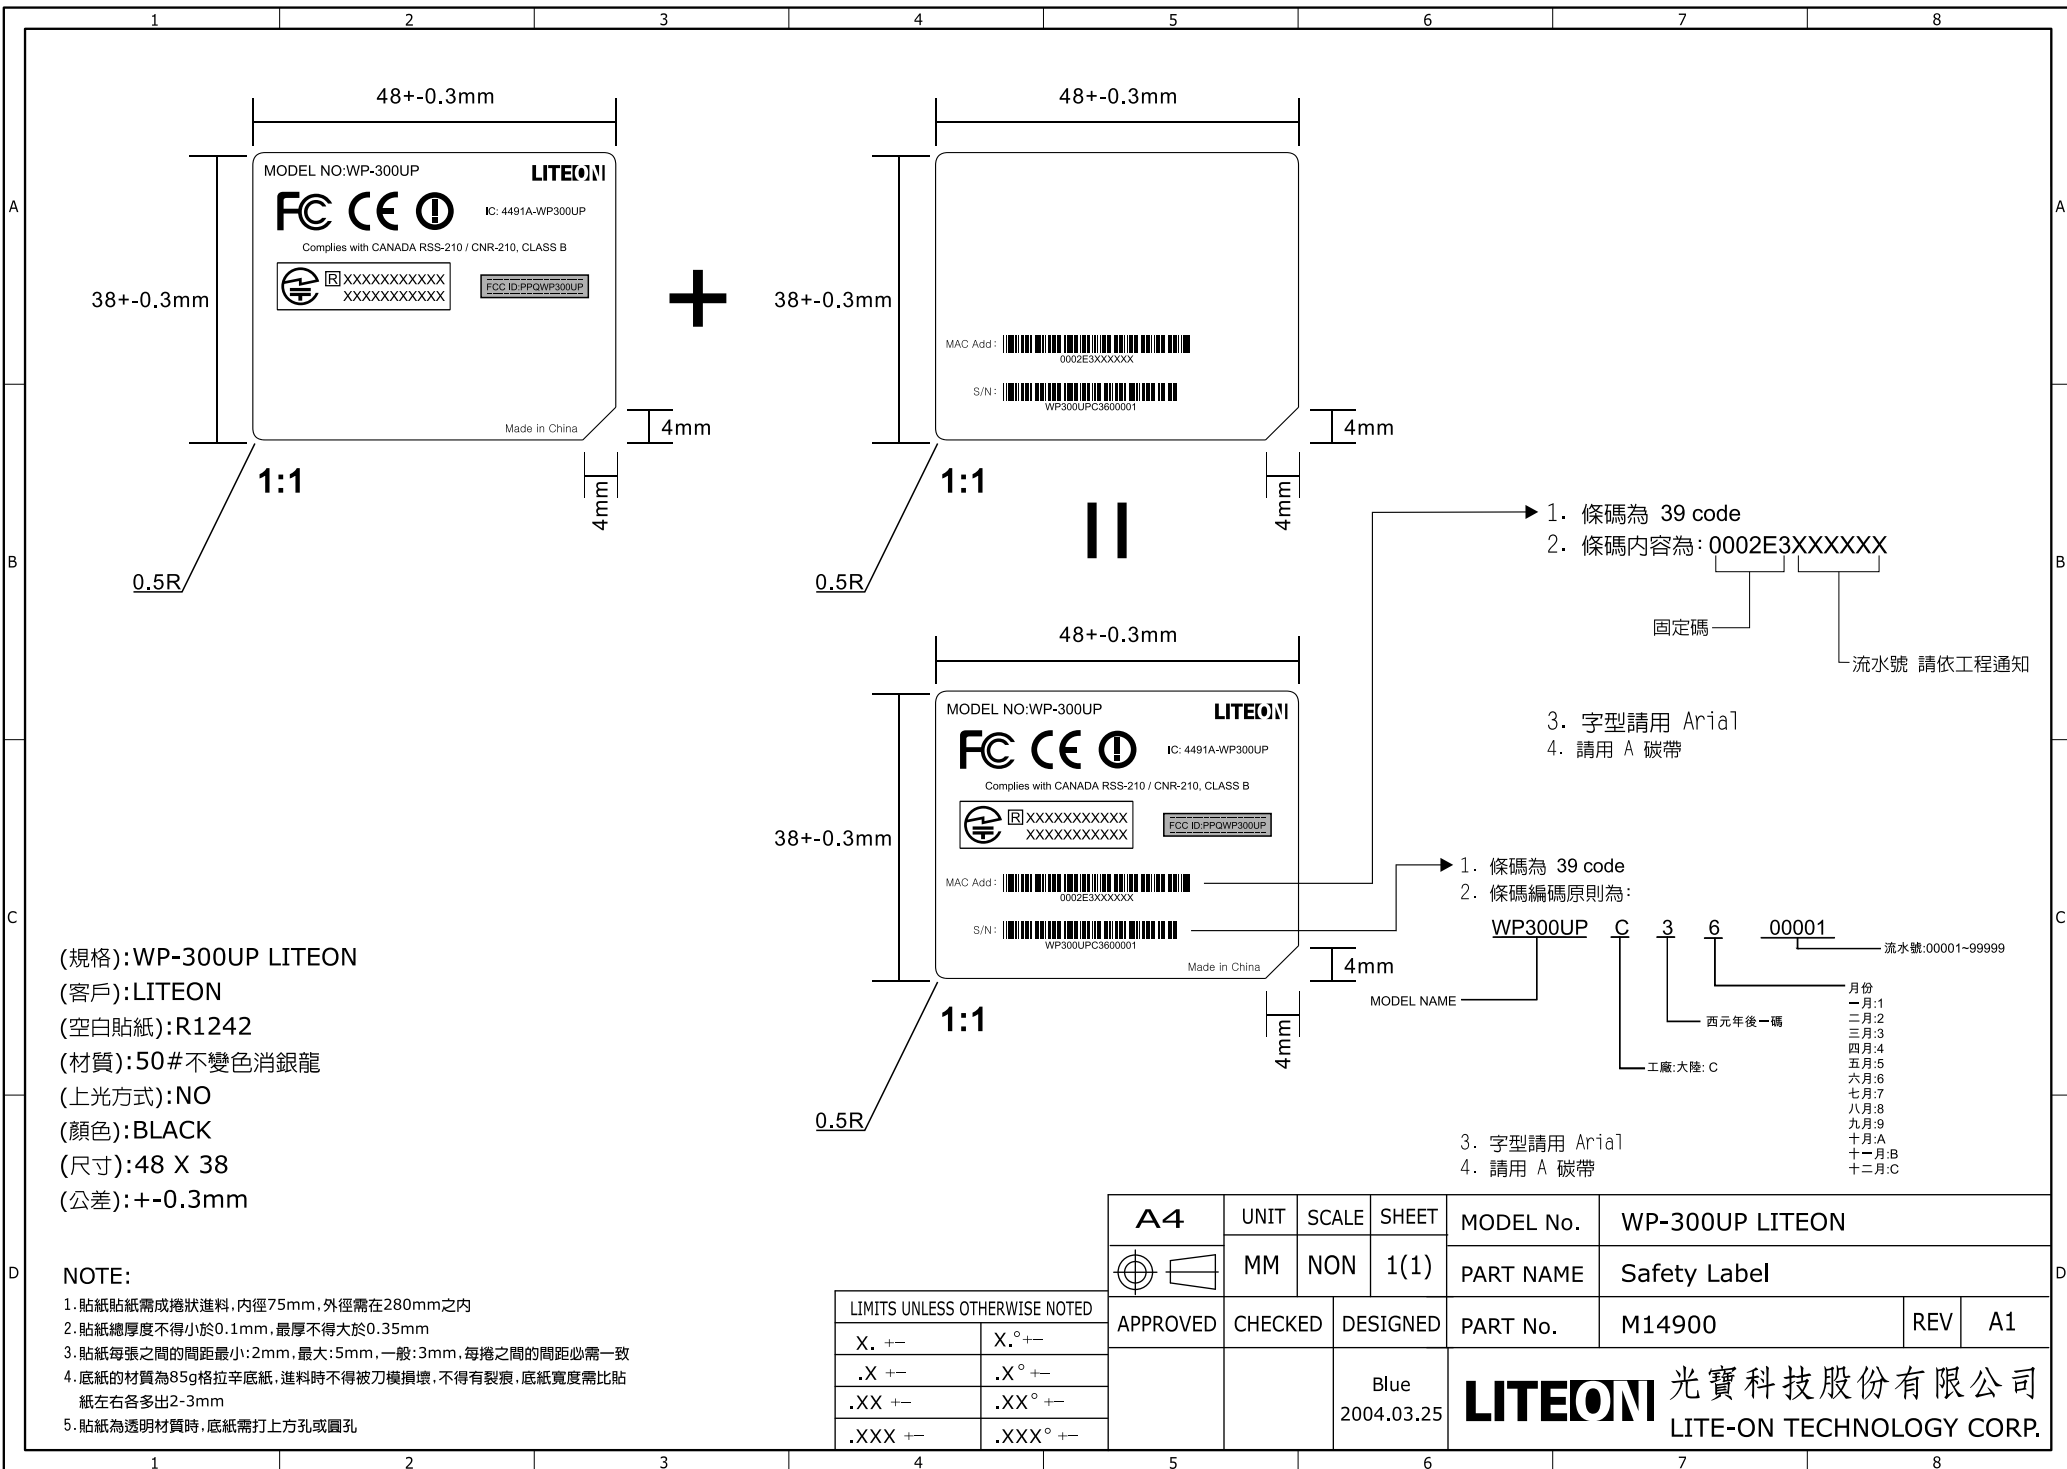 1 2 3 4 5 6 7 8
A A
B B
C C
D D
48+-0.3mm
38+-0.3mm
MODEL NO:WP-300UP LITEON
FC CE
IC: 4491A-WP300UP
Complies with CANADA RSS-210 / CNR-210, CLASS B
R XXXXXXXXXXX
XXXXXXXXXXX
FCC ID:PPQWP300UP
Made in China
4mm
4mm
1:1
0.5R
+
48+-0.3mm
38+-0.3mm
MAC Add:
0002E3XXXXXX
S/N:
WP300UPC3600001
4mm
4mm
1:1
0.5R
48+-0.3mm
38+-0.3mm
MODEL NO:WP-300UP LITEON
FC CE
IC: 4491A-WP300UP
Complies with CANADA RSS-210 / CNR-210, CLASS B
R XXXXXXXXXXX
XXXXXXXXXXX
FCC ID:PPQWP300UP
MAC Add:
0002E3XXXXXX
S/N:
WP300UPC3600001
Made in China
4mm
4mm
1:1
0.5R
1. 條碼為 39 code
2. 條碼內容為:0002E3XXXXXX
固定碼
流水號 請依工程通知
3. 字型請用 Arial
4. 請用 A 碳帶
1. 條碼為 39 code
2. 條碼編碼原則為:
WP300UP C 3 6 00001
流水號:00001~99999
MODEL NAME
西元年後一碼
工廠:大陸: C
月份
一月:1
二月:2
三月:3
四月:4
五月:5
六月:6
七月:7
八月:8
九月:9
十月:A
十一月:B
十二月:C
3. 字型請用 Arial
4. 請用 A 碳帶
(規格):WP-300UP LITEON
(客戶):LITEON
(空白貼紙):R1242
(材質):50#不變色消銀龍
(上光方式):NO
(顏色):BLACK
(尺寸):48 X 38
(公差):+-0.3mm
NOTE:
1.貼紙貼紙需成捲狀進料,內徑75mm,外徑需在280mm之內
2.貼紙總厚度不得小於0.1mm,最厚不得大於0.35mm
3.貼紙每張之間的間距最小:2mm,最大:5mm,一般:3mm,每捲之間的間距必需一致
4.底紙的材質為85g格拉辛底紙,進料時不得被刀模損壞,不得有裂痕,底紙寬度需比貼
紙左右各多出2-3mm
5.貼紙為透明材質時,底紙需打上方孔或圓孔
LIMITS UNLESS OTHERWISE NOTED
X. +- X.° +-
.X +- .X° +-
.XX +- .XX° +-
.XXX +- .XXX° +-
A4 UNIT SCALE SHEET MODEL No. WP-300UP LITEON
MM NON 1(1) PART NAME Safety Label
APPROVED CHECKED DESIGNED PART No. M14900 REV A1
Blue
2004.03.25
LITEON 光寶科技股份有限公司
LITE-ON TECHNOLOGY CORP.
1 2 3 4 5 6 7 8